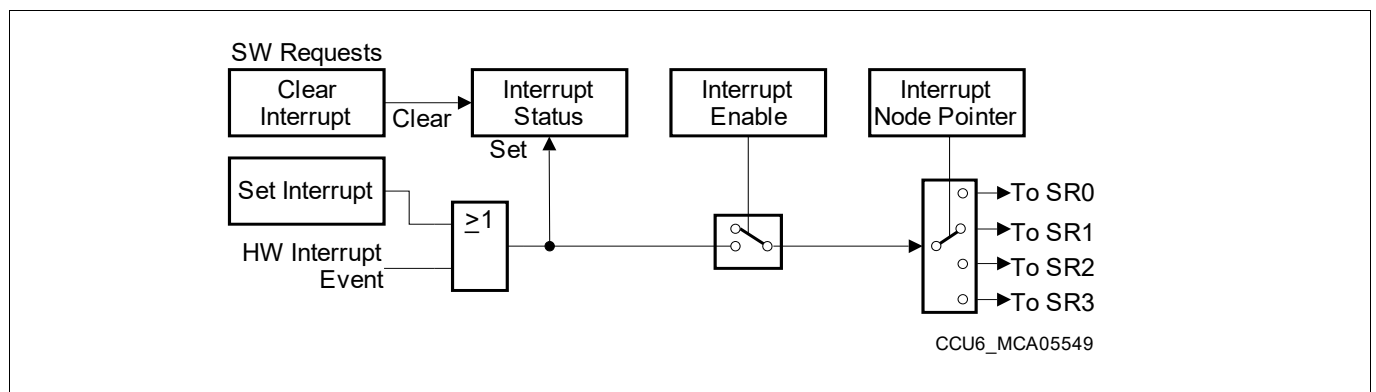 SW Requests
Clear
Interrupt
Clear
Interrupt
Status
Set
Interrupt
Enable
Interrupt
Node Pointer
Set Interrupt
≥1
HW Interrupt
Event
To SR0
To SR1
To SR2
To SR3
CCU6_MCA05549